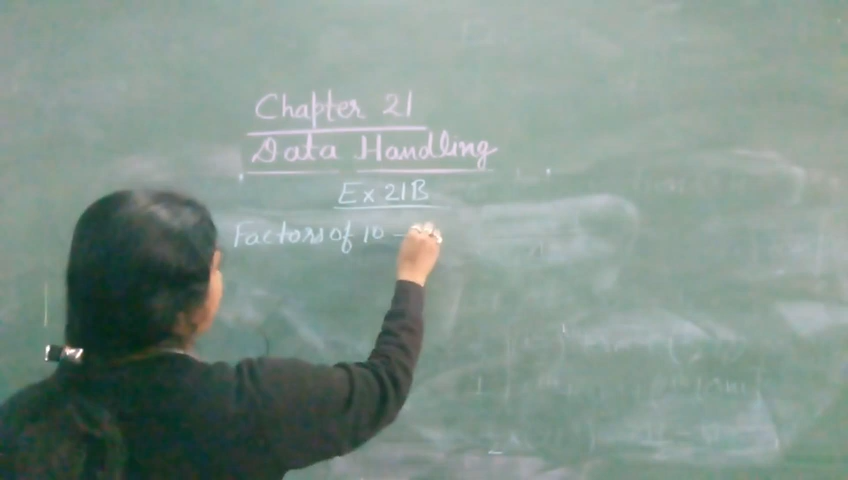 Chapter 21
Data Handling
Ex 21B
Factors of 10 –